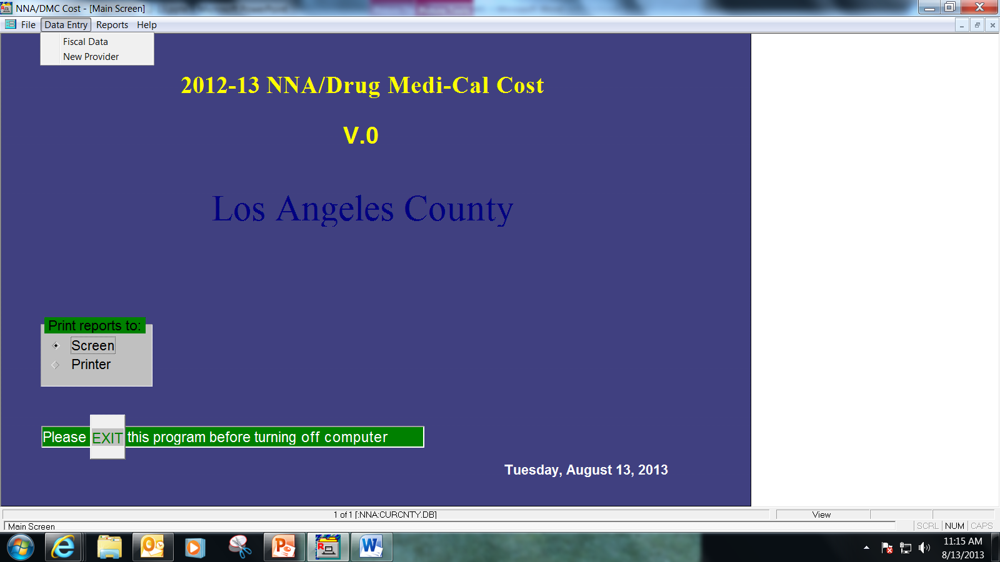 NNA/DMC Cost - [Main Screen]
File Data Entry Reports Help
Fiscal Data
New Provider
2012-13 NNA/Drug Medi-Cal Cost
V.0
Los Angeles County
Print reports to:
Screen
Printer
Please EXIT this program before turning off computer
Tuesday, August 13, 2013
1 of 1 [:NNA:CURCNTY.DB] View
Main Screen SCRL NUM CAPS
11:15 AM
8/13/2013